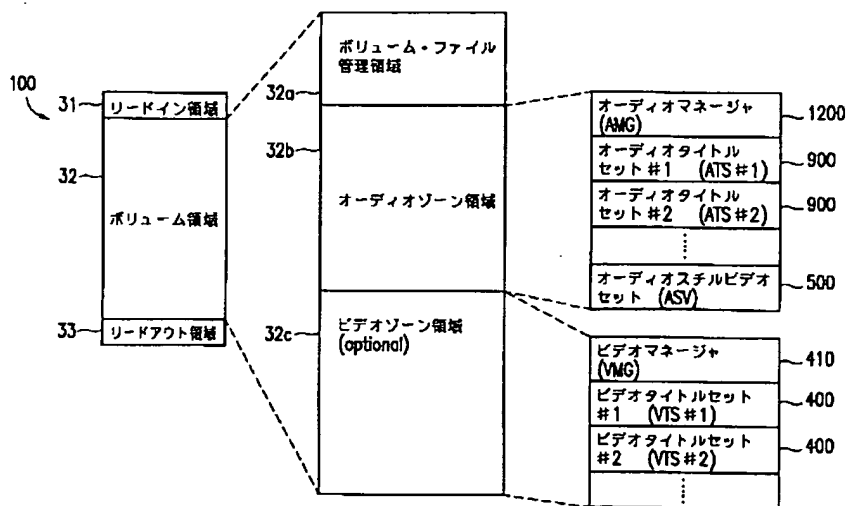 100
31
リードイン領域
32
ボリューム領域
33
リードアウト領域
ボリューム・ファイル
管理領域
32a
32b
オーディオゾーン領域
32c
ビデオゾーン領域
(optional)
オーディオマネージャ
(AMG)
1200
オーディオタイトル
セット#1 (ATS#1)
900
オーディオタイトル
セット#2 (ATS#2)
900
オーディオスチルビデオ
セット (ASV)
500
ビデオマネージャ
(VMG)
410
ビデオタイトルセット
#1 (VTS#1)
400
ビデオタイトルセット
#2 (VTS#2)
400